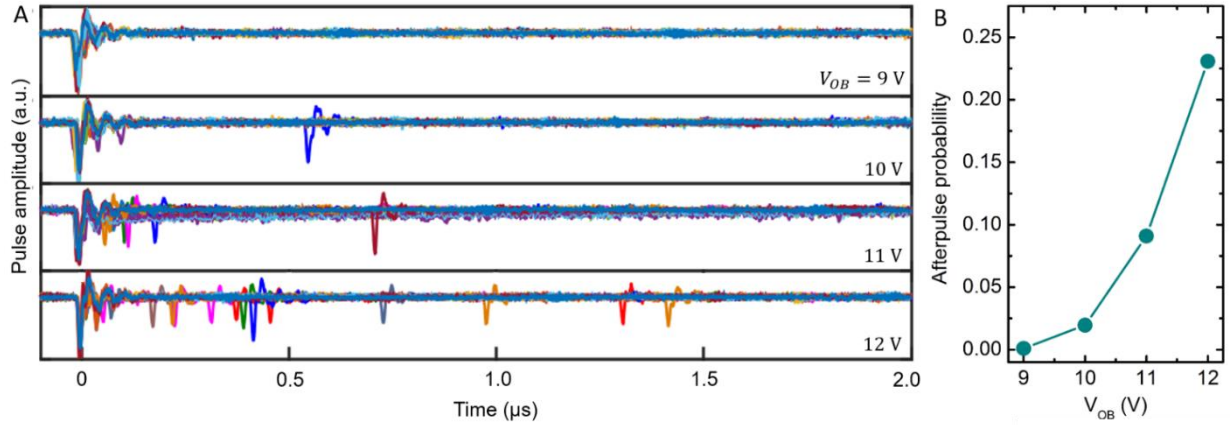 A
Pulse amplitude (a.u.)
V_OB = 9 V
10 V
11 V
12 V
0 0.5 1.0 1.5 2.0
Time (μs)
B
Afterpulse probability
0.25
0.20
0.15
0.10
0.05
0.00
9 10 11 12
V_OB (V)